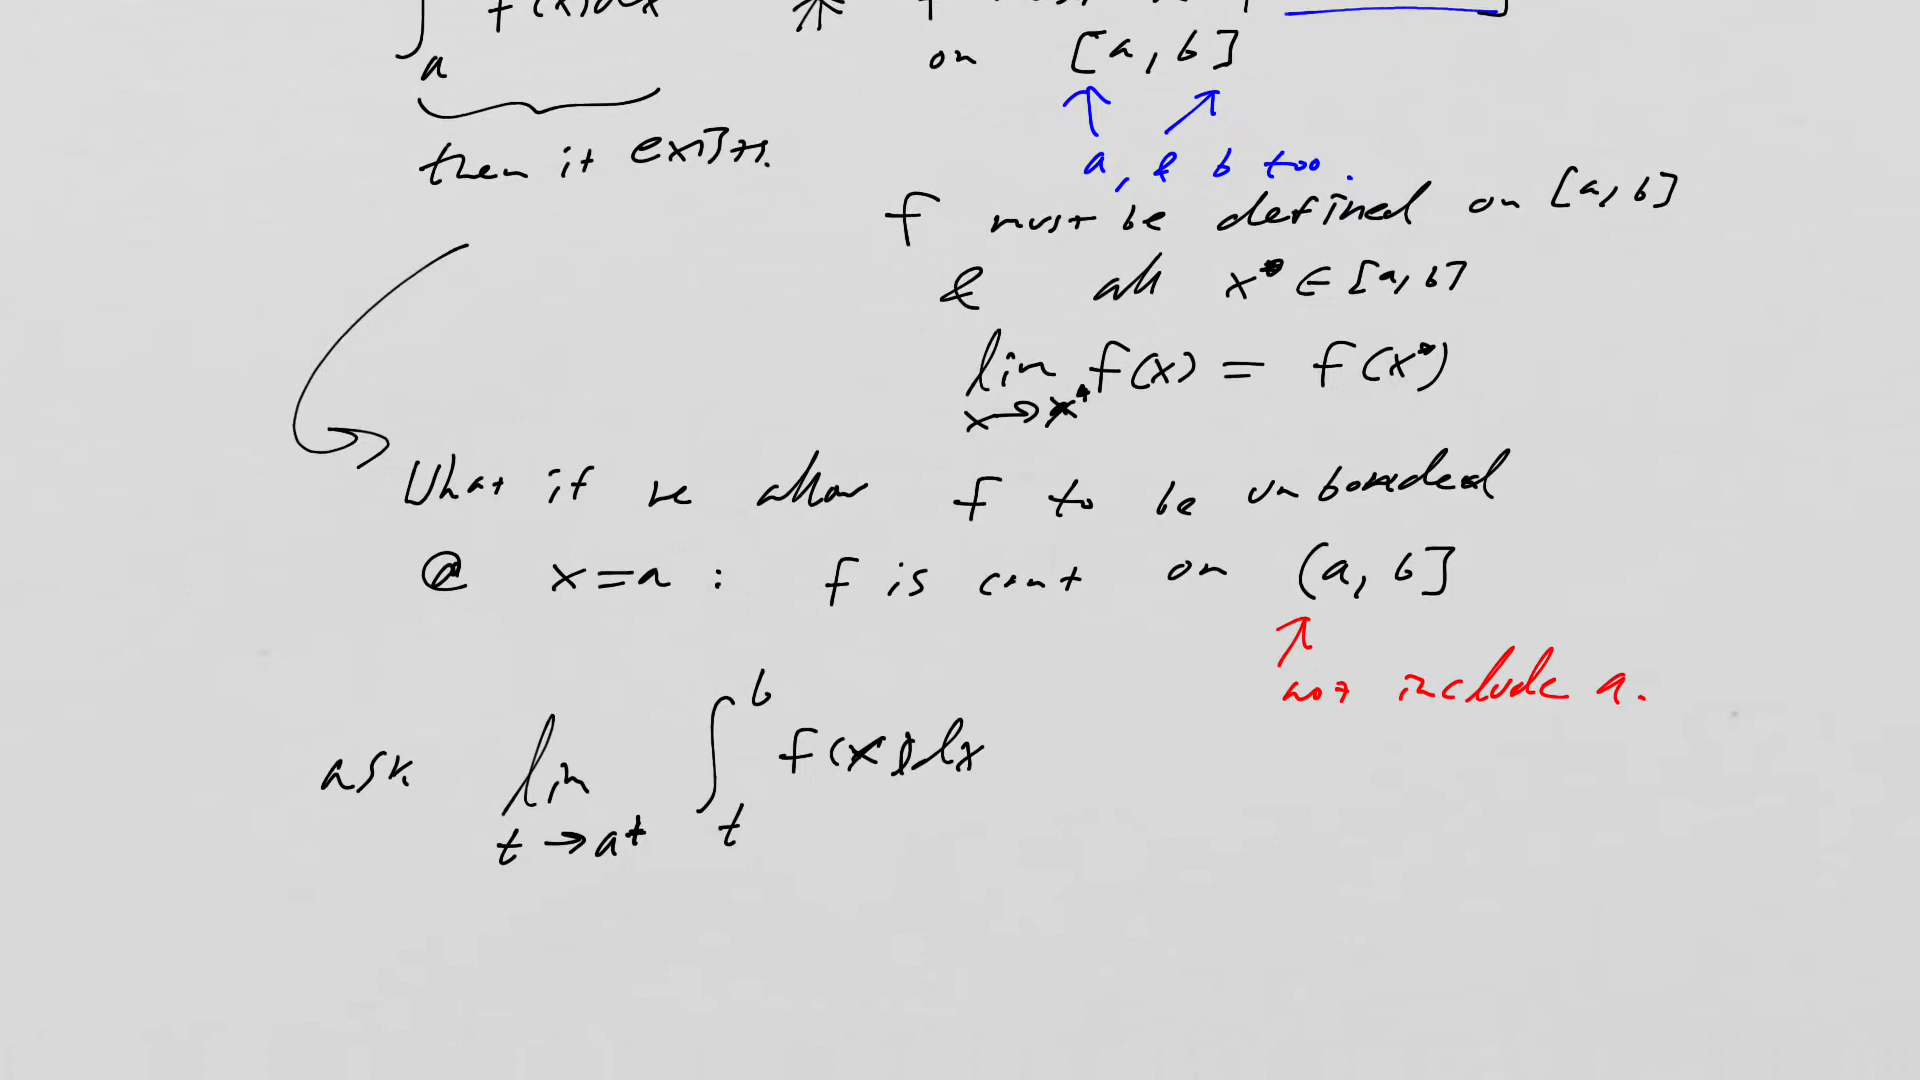 ∫ₐ f(x)dx
on [a, b]
then it exists.
a, & b too.
f must be defined on [a, b]
& all x* ∈ [a, b]
lim f(x) = f(x*)
x→x*
What if we allow f to be unbounded
@ x=a : f is cont on (a, b]
not include a.
ask lim ∫ₜᵇ f(x)dx
t→a⁺